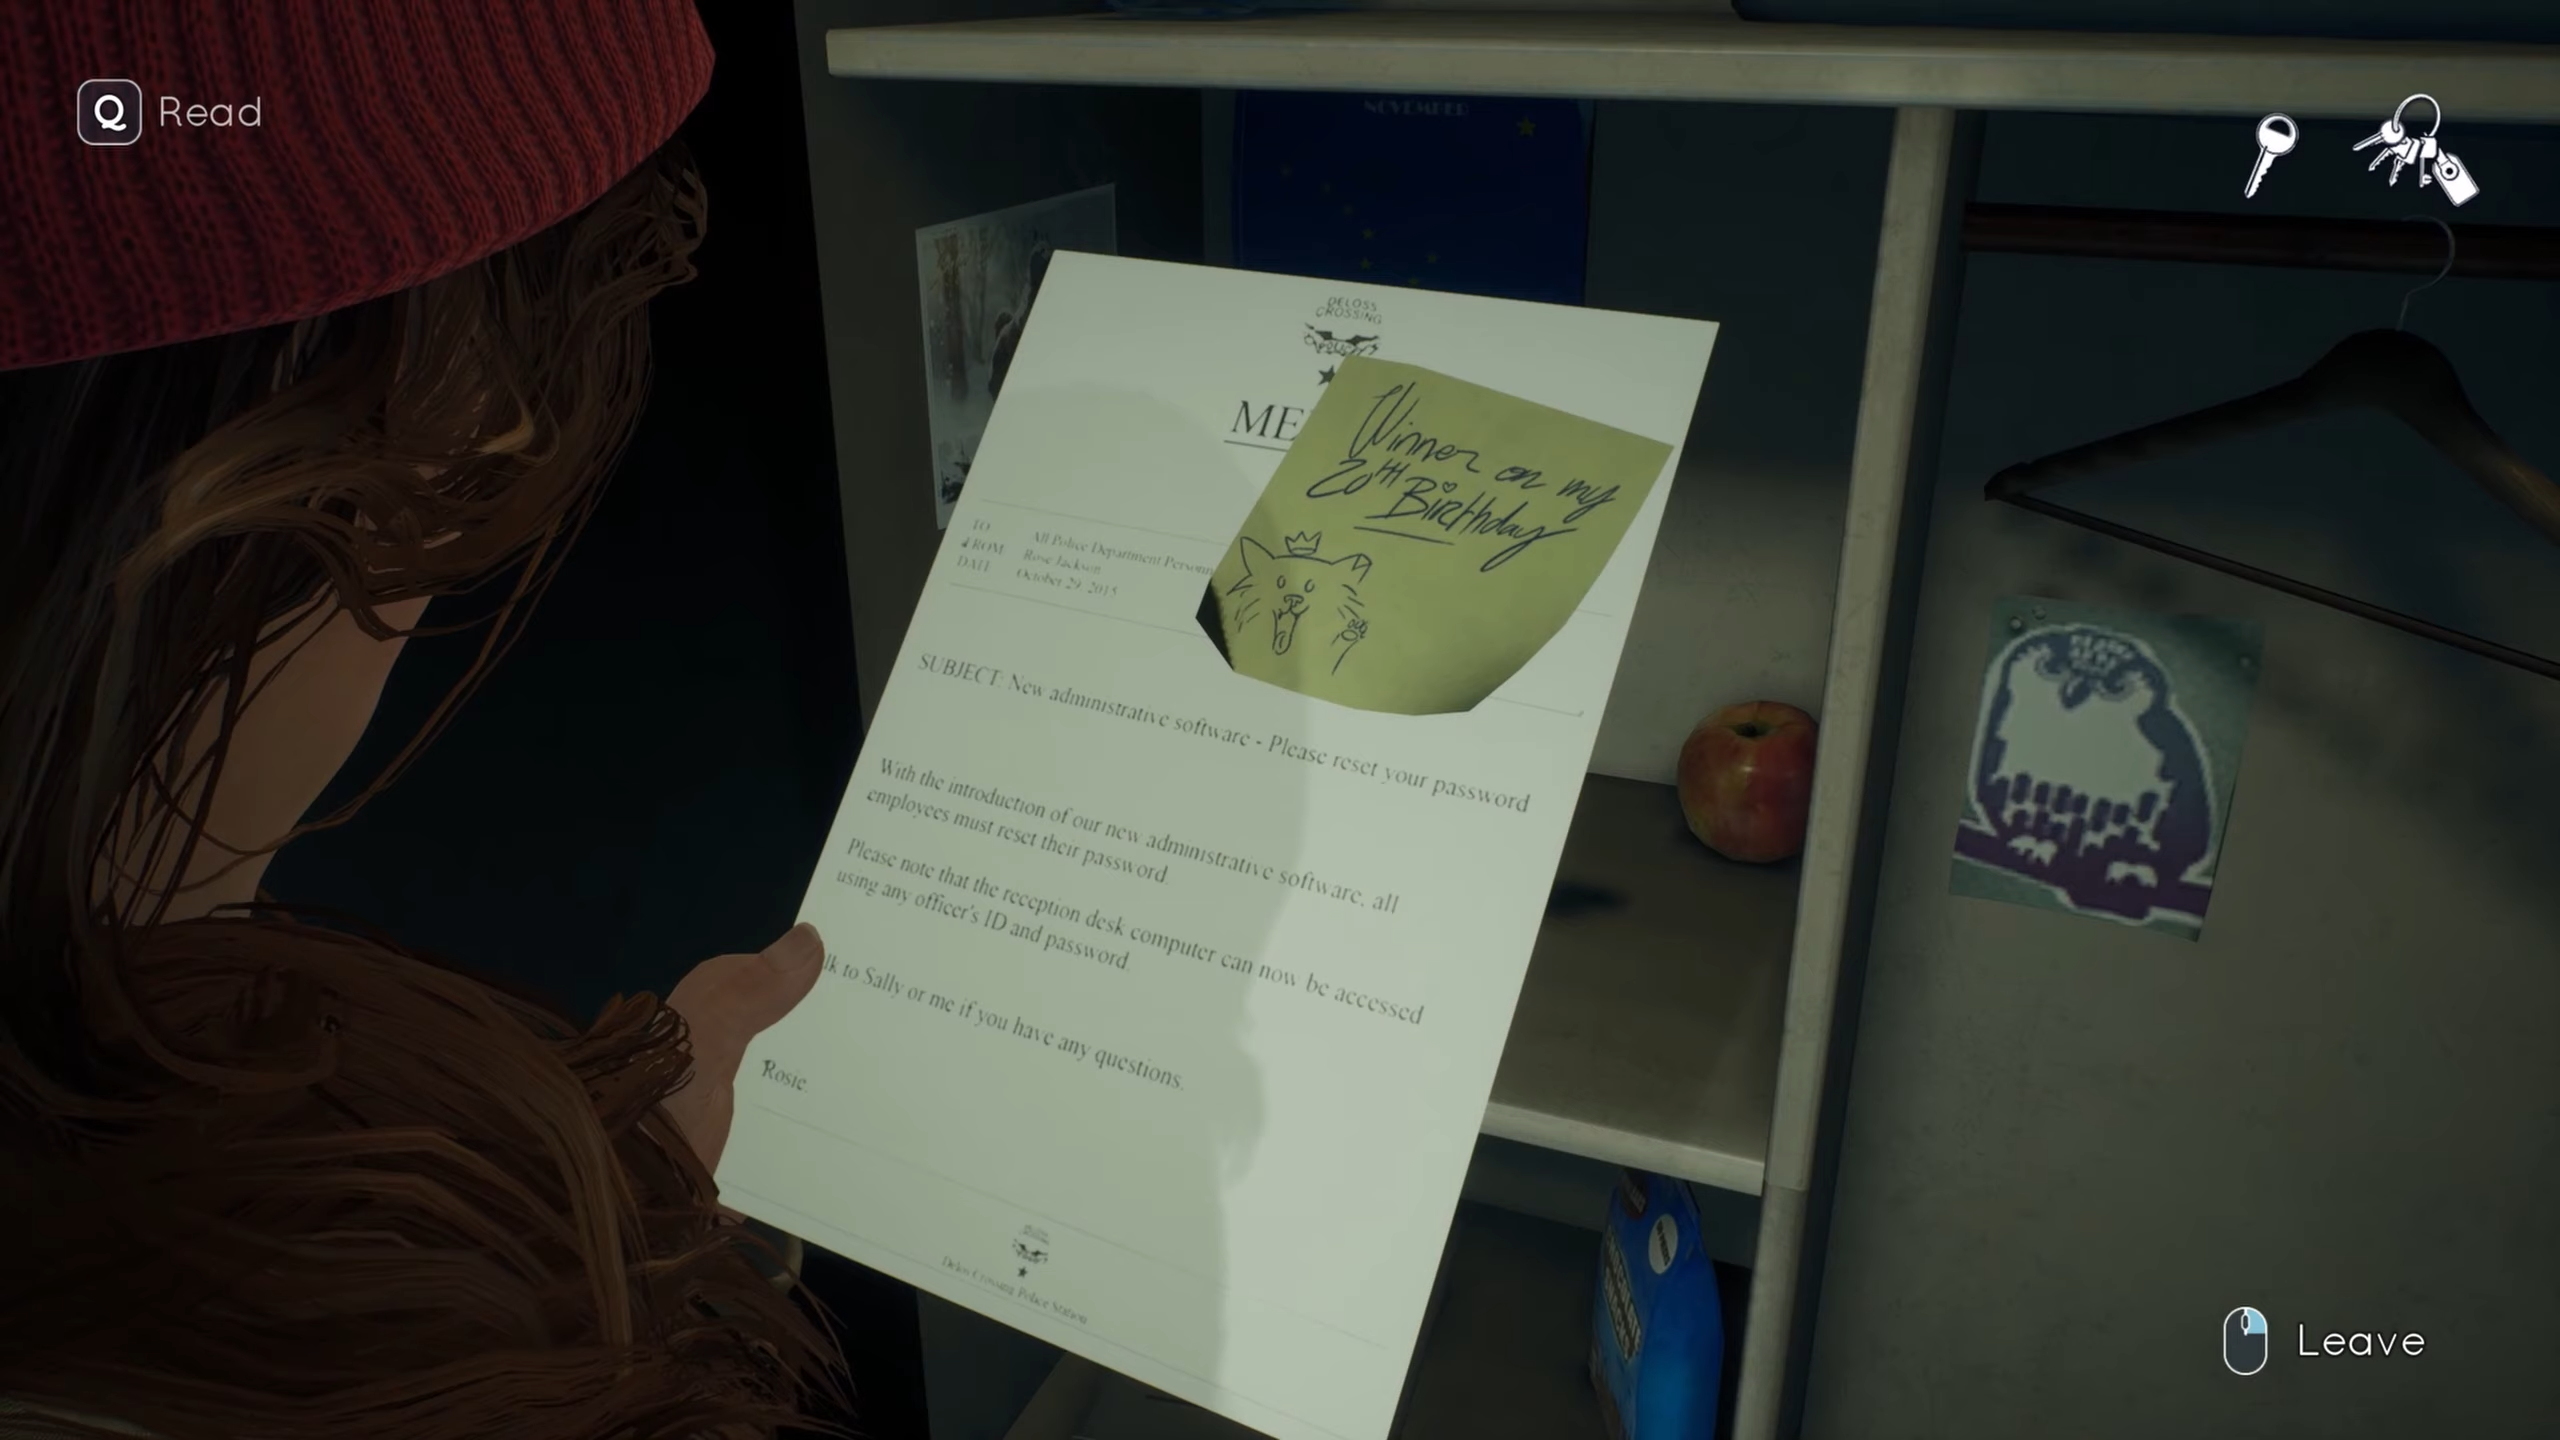 Q Read
NOVEMBER
DELOSS
CROSSING
ME
Winner on my
20TH
Birthday
TO All Police Department Personn
FROM Rose Jackson
DATE October 29, 2015
SUBJECT: New administrative software - Please reset your password
With the introduction of our new administrative software, all
employees must reset their password.
Please note that the reception desk computer can now be accessed
using any officer's ID and password.
lk to Sally or me if you have any questions.
Rosie.
Delos Crossing Police Station
Leave